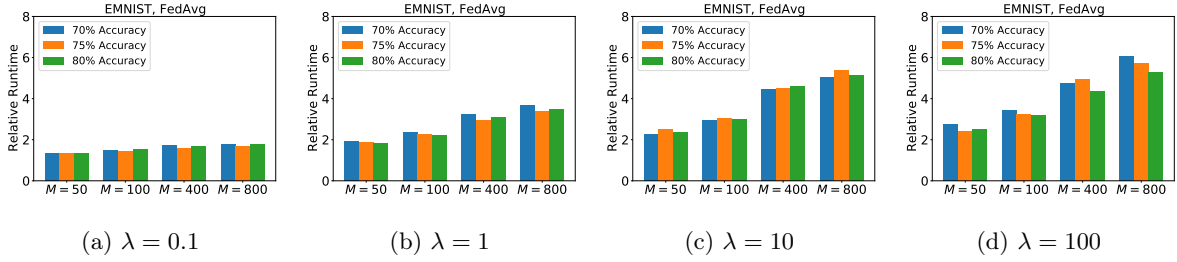 EMNIST, FedAvg
8
6
4
2
0
Relative Runtime
70% Accuracy
75% Accuracy
80% Accuracy
M = 50 M = 100 M = 400 M = 800
(a) λ = 0.1
EMNIST, FedAvg
8
6
4
2
0
Relative Runtime
70% Accuracy
75% Accuracy
80% Accuracy
M = 50 M = 100 M = 400 M = 800
(b) λ = 1
EMNIST, FedAvg
8
6
4
2
0
Relative Runtime
70% Accuracy
75% Accuracy
80% Accuracy
M = 50 M = 100 M = 400 M = 800
(c) λ = 10
EMNIST, FedAvg
8
6
4
2
0
Relative Runtime
70% Accuracy
75% Accuracy
80% Accuracy
M = 50 M = 100 M = 400 M = 800
(d) λ = 100